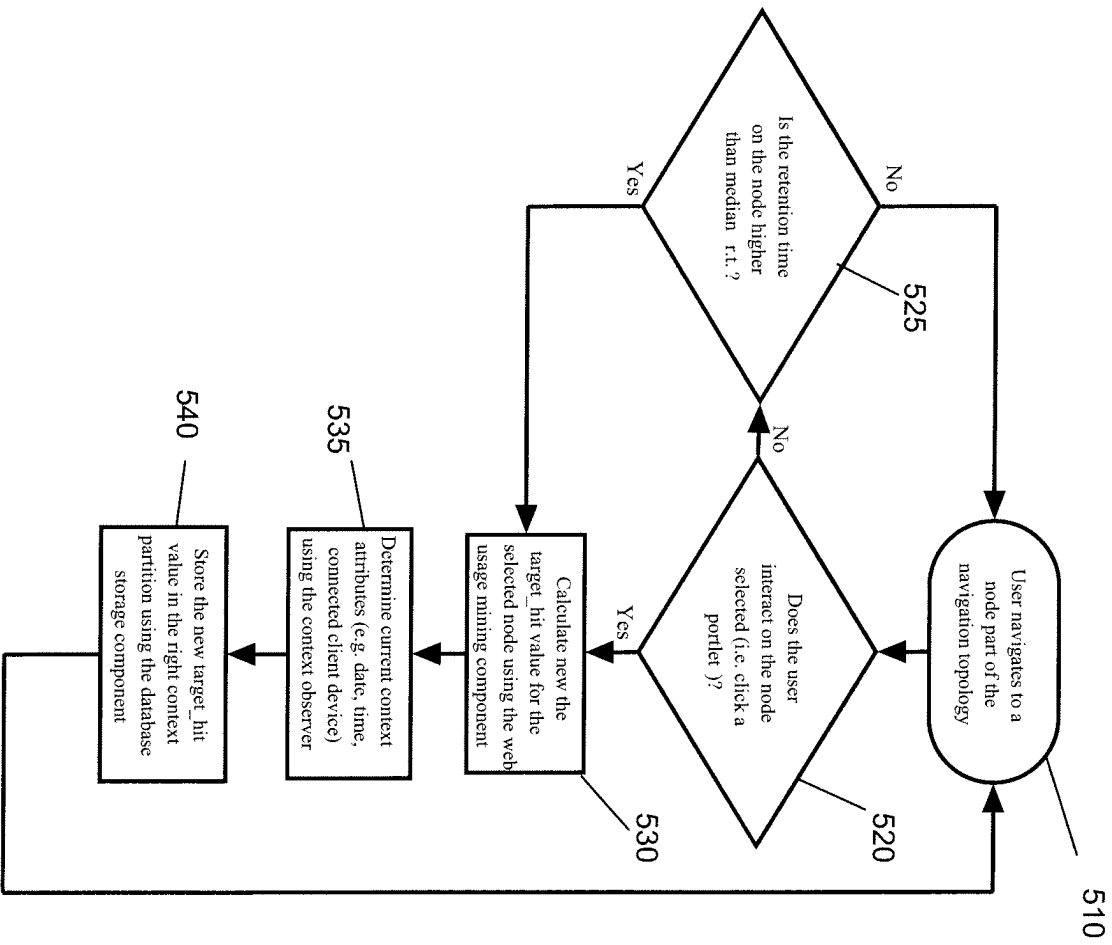 510
User navigates to a
node part of the
navigation topology
520
Does the user
interact on the node
selected (i.e. click a
portlet )?
No
Yes
525
Is the retention time
on the node higher
than median r.t. ?
No
Yes
530
Calculate new the
target_hit value for the
selected node using the web
usage mining component
535
Determine current context
attributes (e.g. date, time,
connected client device)
using the context observer
540
Store the new target_hit
value in the right context
partition using the database
storage component